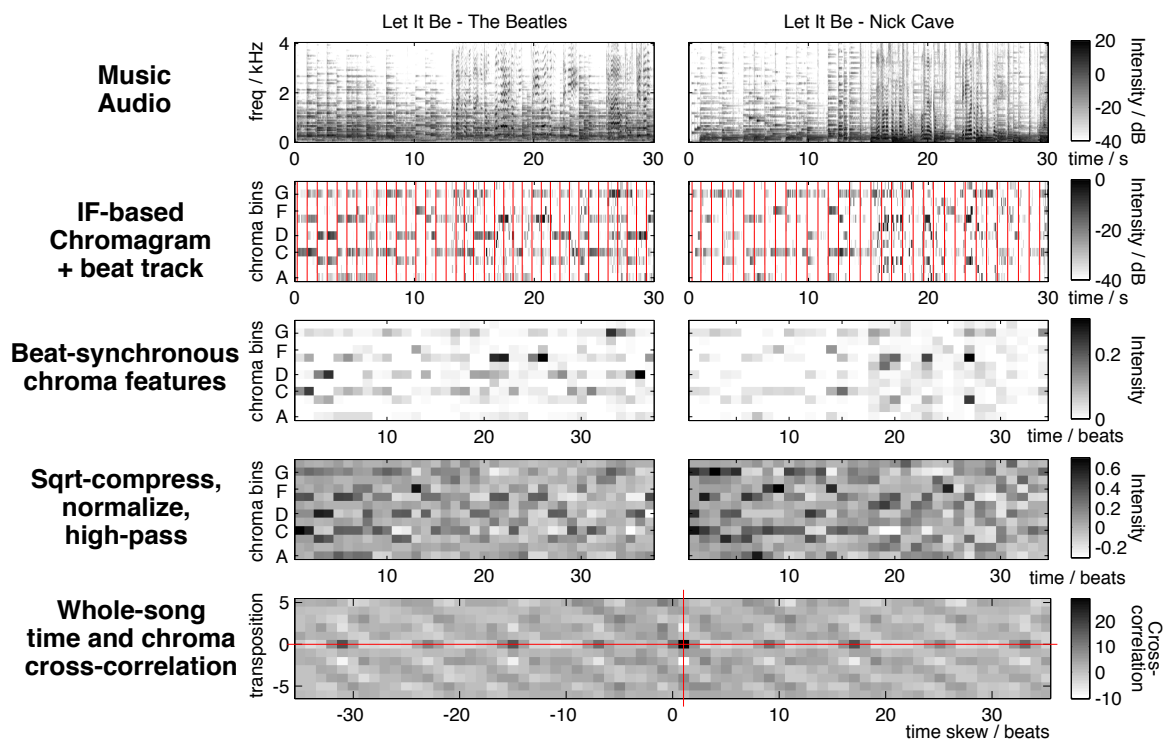 Let It Be - The Beatles
Let It Be - Nick Cave
Music
Audio
freq / kHz
4
2
0
0 10 20 30
0 10 20 30
time / s
20
0
-20
-40
Intensity / dB
IF-based
Chromagram
+ beat track
chroma bins
G
F
D
C
A
0 10 20 30
0 10 20 30
time / s
0
-20
-40
Intensity / dB
Beat-synchronous
chroma features
chroma bins
G
F
D
C
A
10 20 30
10 20 30
time / beats
0.2
0
Intensity
Sqrt-compress,
normalize,
high-pass
chroma bins
G
F
D
C
A
10 20 30
10 20 30
time / beats
0.6
0.4
0.2
0
-0.2
Intensity
Whole-song
time and chroma
cross-correlation
transposition
5
0
-5
-30 -20 -10 0 10 20 30
time skew / beats
20
10
0
-10
Cross-
correlation